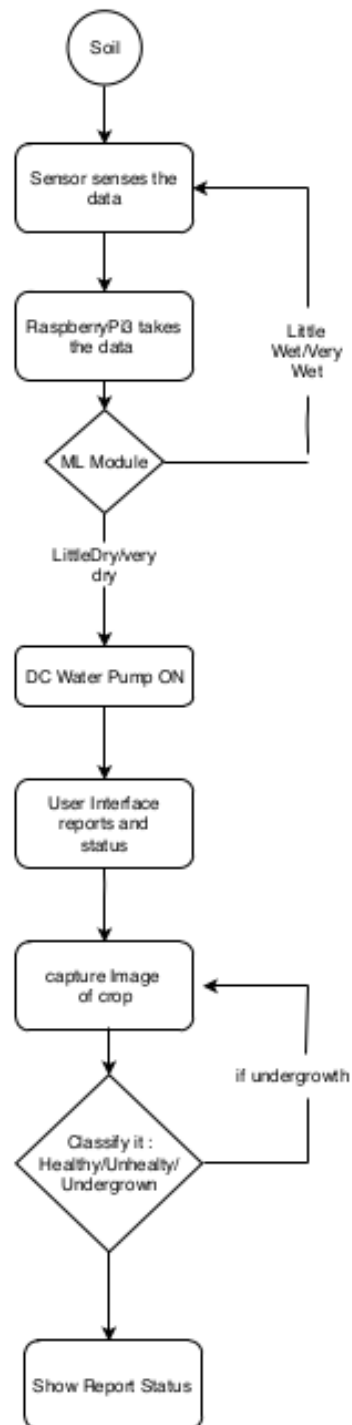 Soil
Sensor senses the
data
RaspberryPi3 takes
the data
Little
Wet/Very
Wet
ML Module
LittleDry/very
dry
DC Water Pump ON
User Interface
reports and
status
capture Image
of crop
if undergrowth
Classify it :
Healthy/Unhealty/
Undergrown
Show Report Status